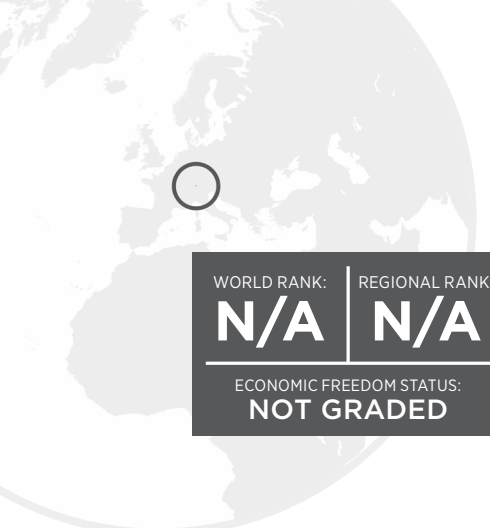 WORLD RANK:
N/A
REGIONAL RANK
N/A
ECONOMIC FREEDOM STATUS:
NOT GRADED